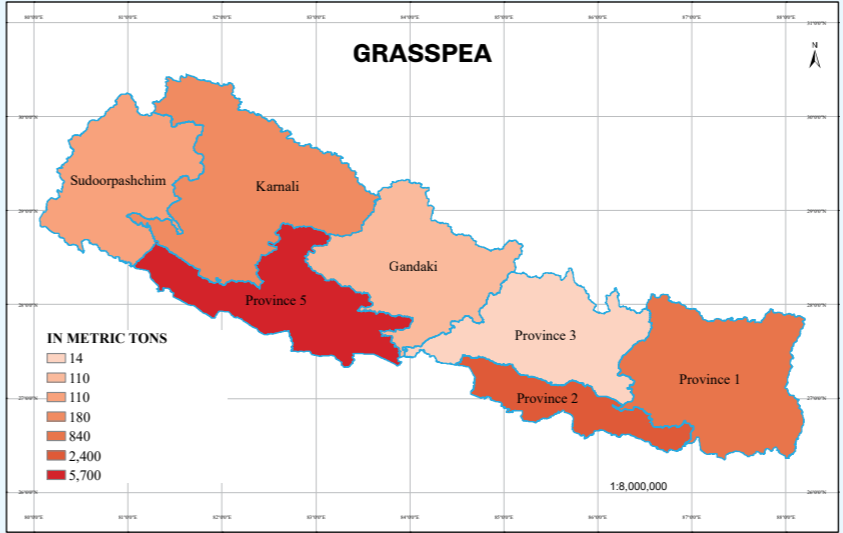 GRASSPEA
N
Sudoorpashchim
Karnali
Gandaki
Province 5
Province 3
Province 1
Province 2
IN METRIC TONS
14
110
110
180
840
2,400
5,700
1:8,000,000